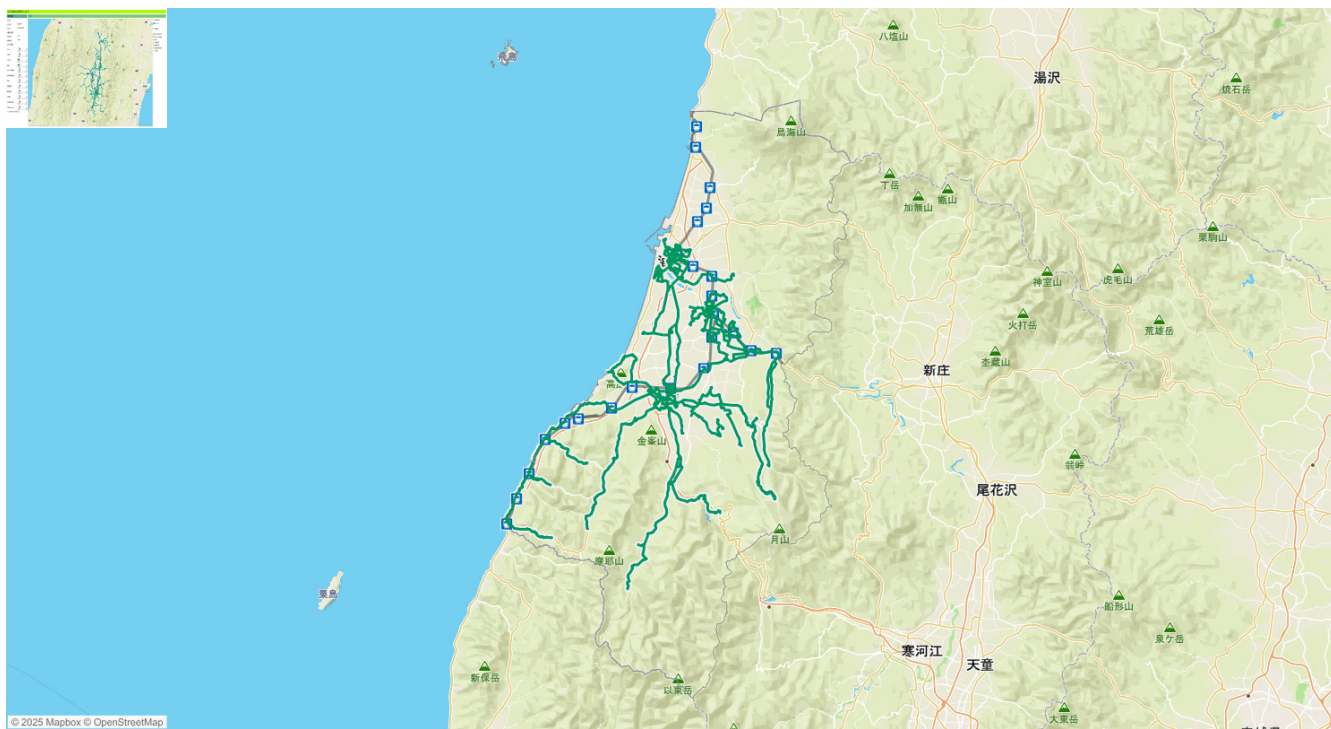 八塩山
飛島
湯沢
焼石岳
鳥海山
丁岳
加無山
甑山
栗駒山
神室山
虎毛山
火打岳
荒雄岳
杢蔵山
新庄
金峯山
翁峠
尾花沢
月山
摩耶山
粟島
船形山
泉ケ岳
寒河江
天童
新保岳
以東岳
大東岳
© 2025 Mapbox © OpenStreetMap